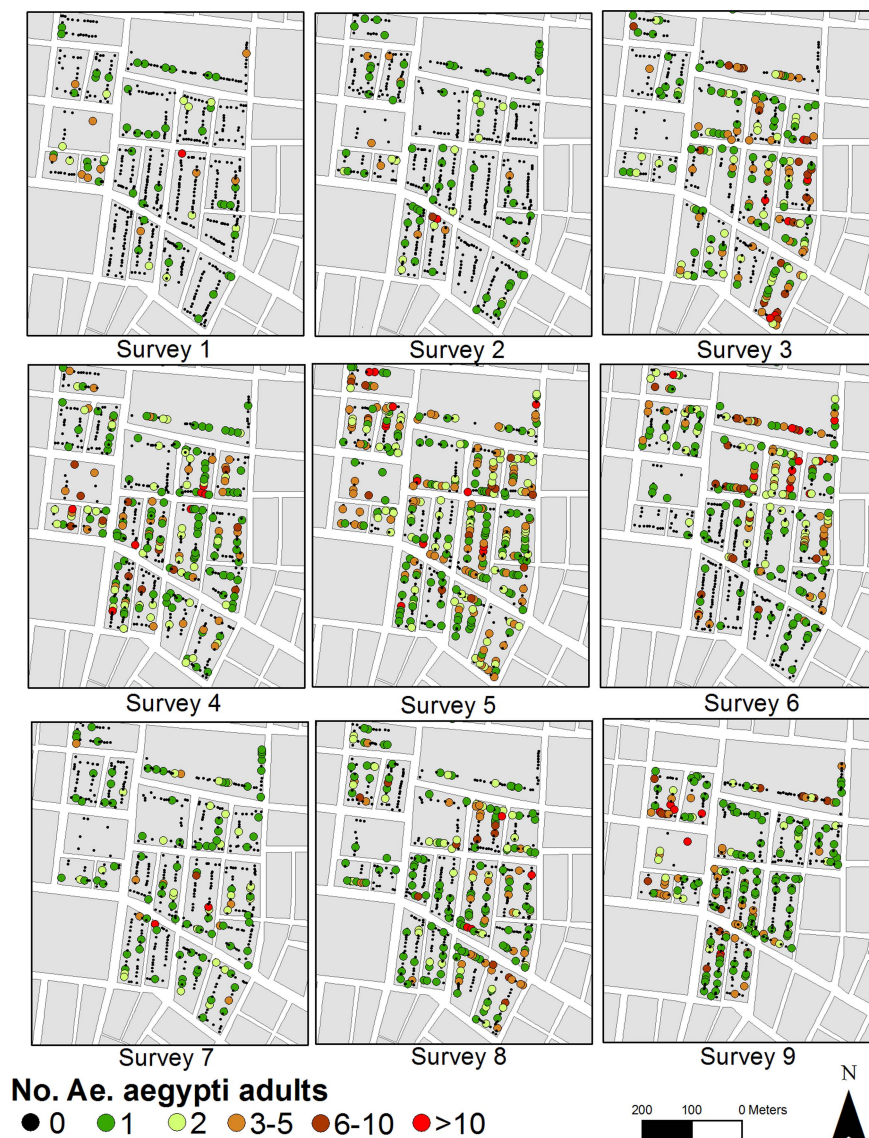 Survey 1
Survey 2
Survey 3
Survey 4
Survey 5
Survey 6
Survey 7
Survey 8
Survey 9
No. Ae. aegypti adults
0 1 2 3-5 6-10 >10
200 100 0 Meters
N